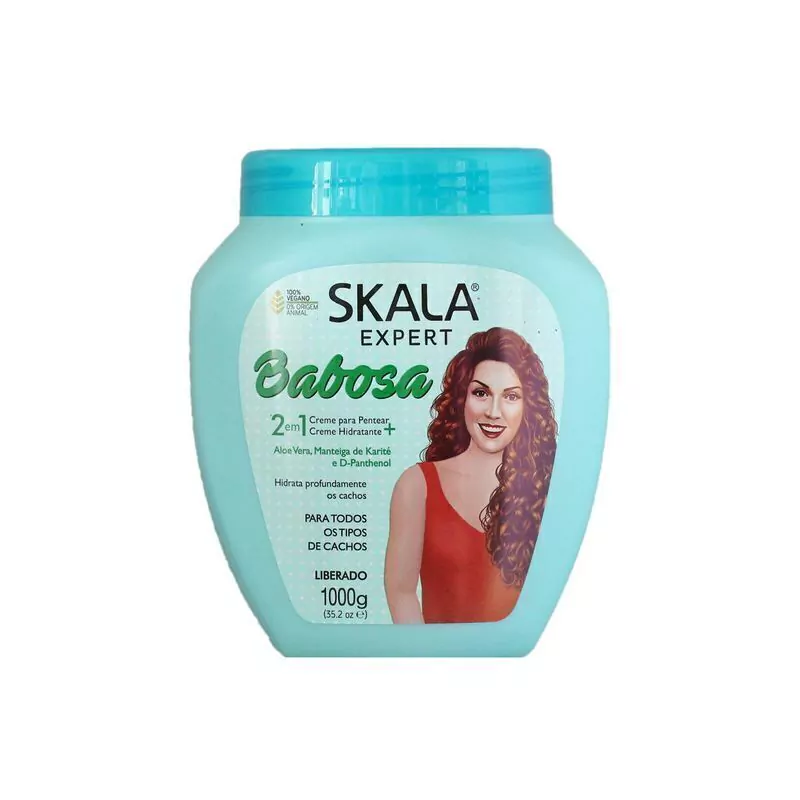 100%
VEGANO
0% ORIGEM
ANIMAL
SKALA®
EXPERT
Babosa
2 em 1 Creme para Pentear
Creme Hidratante +
Aloe Vera, Manteiga de Karité
e D-Panthenol
Hidrata profundamente
os cachos
PARA TODOS
OS TIPOS
DE CACHOS
LIBERADO
1000g
(35.2 oz ℮)